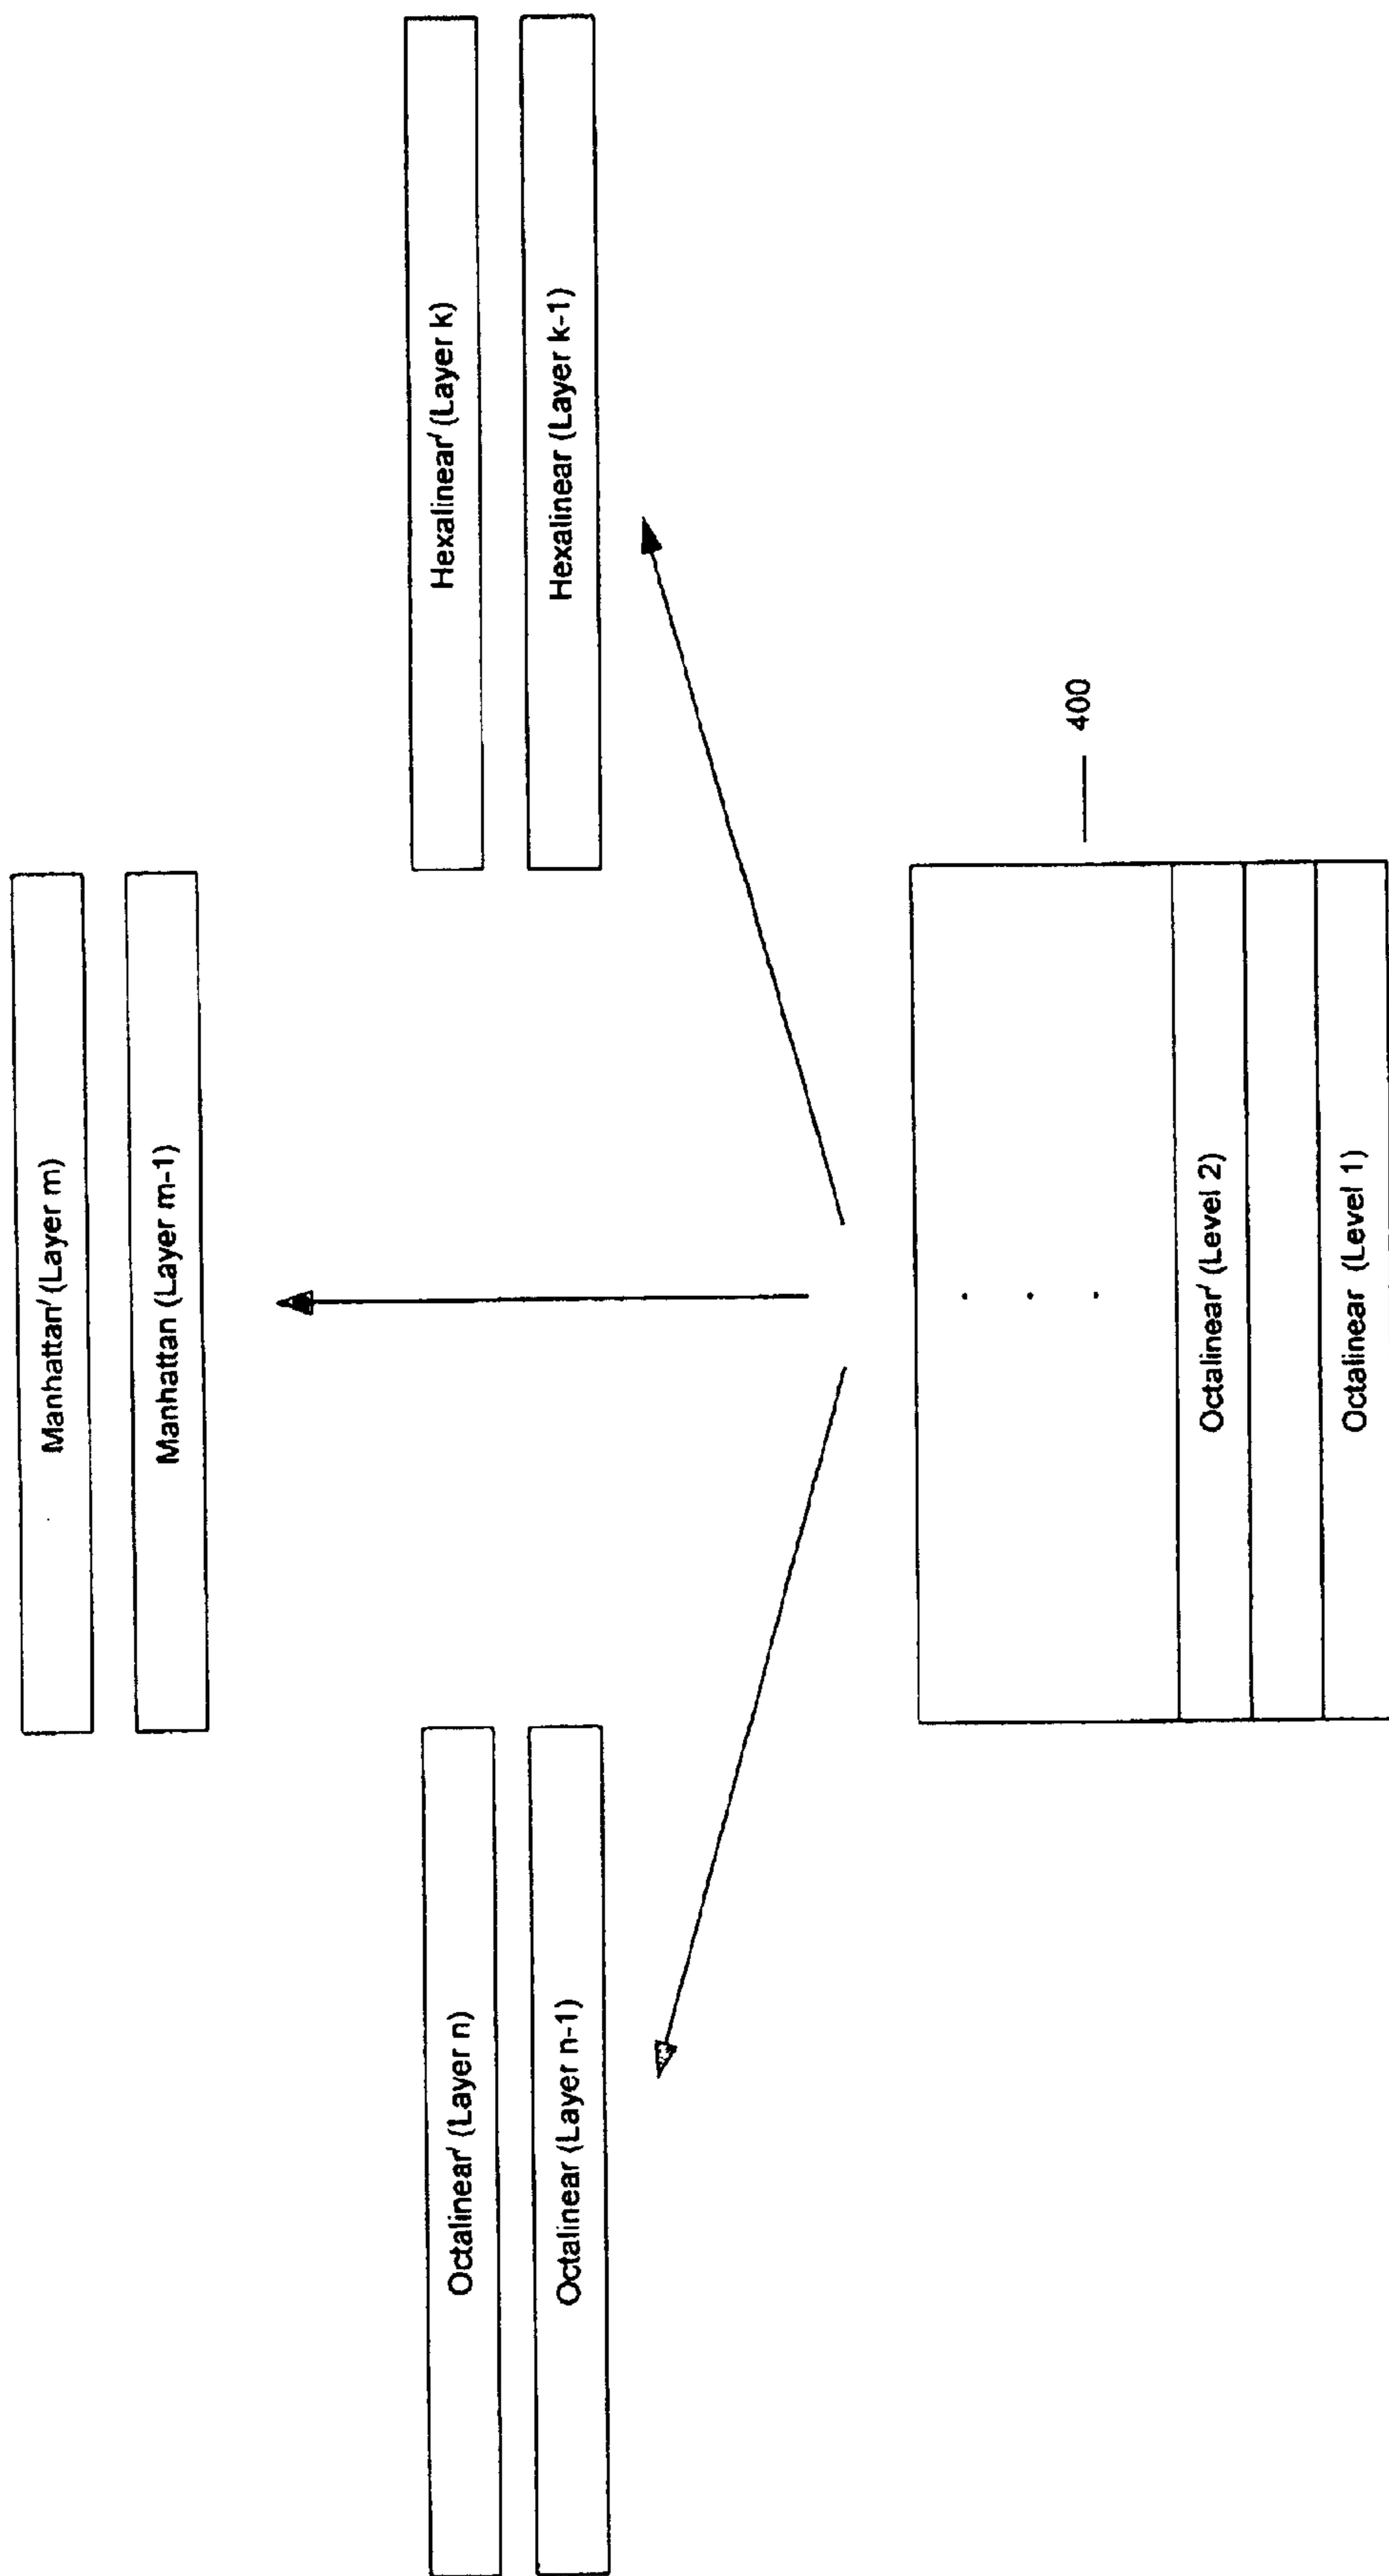 Manhattan′ (Layer m)
Manhattan (Layer m-1)
Octalinear′ (Layer n)
Octalinear (Layer n-1)
Hexalinear′ (Layer k)
Hexalinear (Layer k-1)
400
Octalinear′ (Level 2)
Octalinear (Level 1)